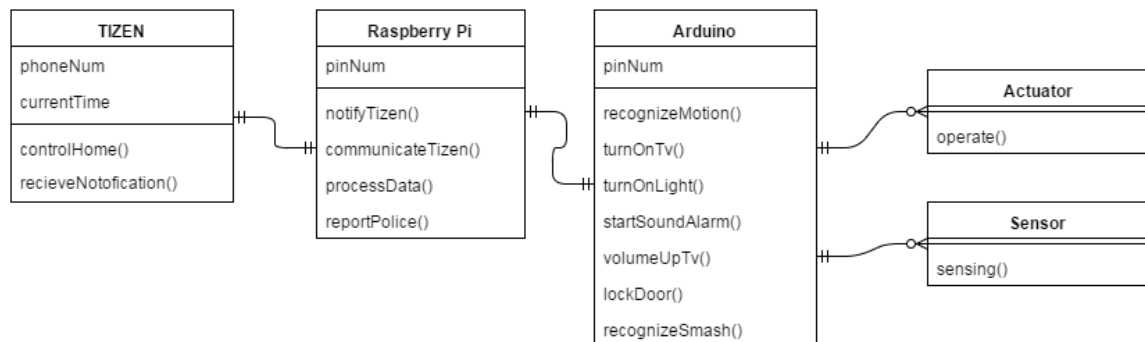 TIZEN
phoneNum
currentTime
controlHome()
recieveNotofication()
Raspberry Pi
pinNum
notifyTizen()
communicateTizen()
processData()
reportPolice()
Arduino
pinNum
recognizeMotion()
turnOnTv()
turnOnLight()
startSoundAlarm()
volumeUpTv()
lockDoor()
recognizeSmash()
Actuator
operate()
Sensor
sensing()